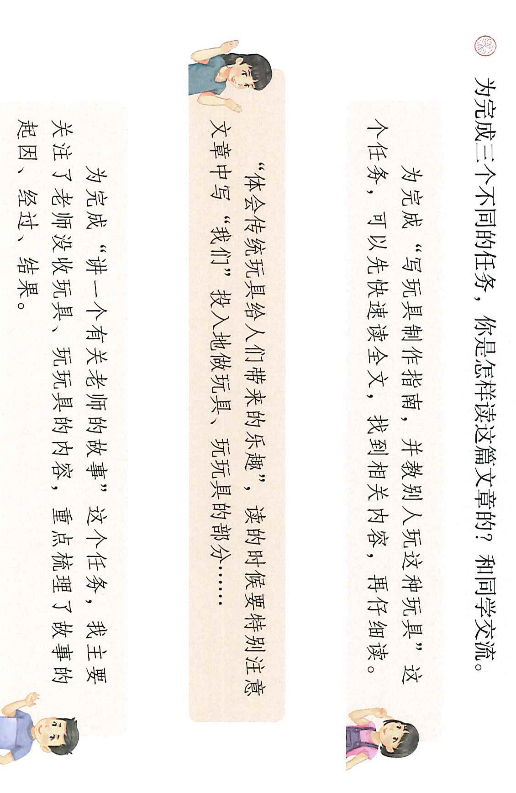 为完成三个不同的任务，你是怎样读这篇文章的？和同学交流。
为完成“写玩具制作指南，并教别人玩这种玩具”这
个任务，可以先快速读全文，找到相关内容，再仔细读。
“体会传统玩具给人们带来的乐趣”，读的时候要特别注意
文章中写“我们”投入地做玩具、玩玩具的部分……
为完成“讲一个有关老师的故事”这个任务，我主要
关注了老师没收玩具、玩玩具的内容，重点梳理了故事的
起因、经过、结果。